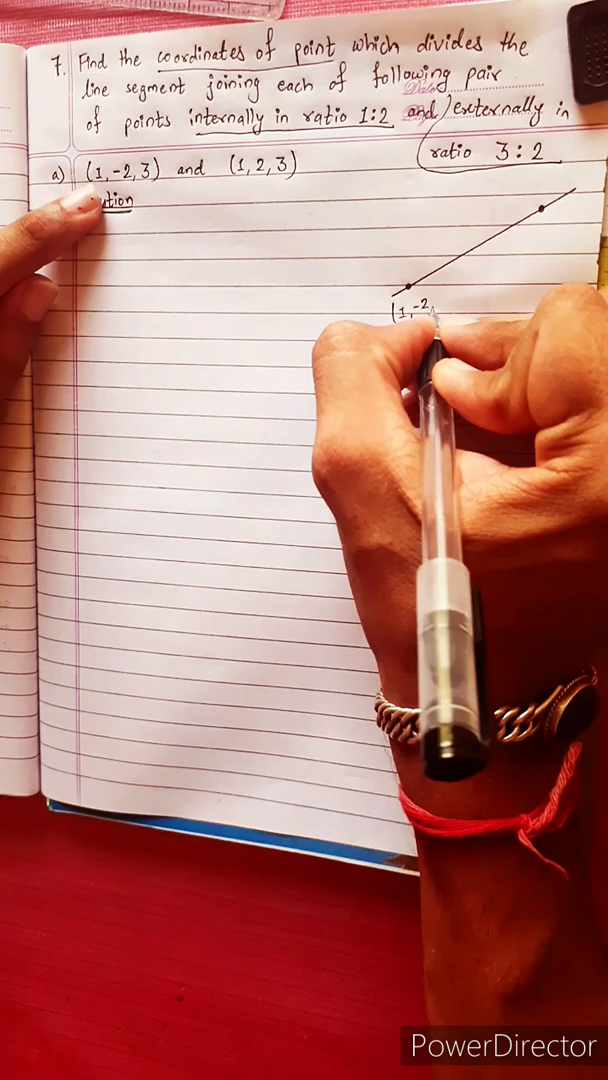 7. Find the coordinates of point which divides the
line segment joining each of following pair
of points internally in ratio 1:2 and externally in
ratio 3 : 2
a) (1, -2, 3) and (1, 2, 3)
ution
(1, -2,
PowerDirector